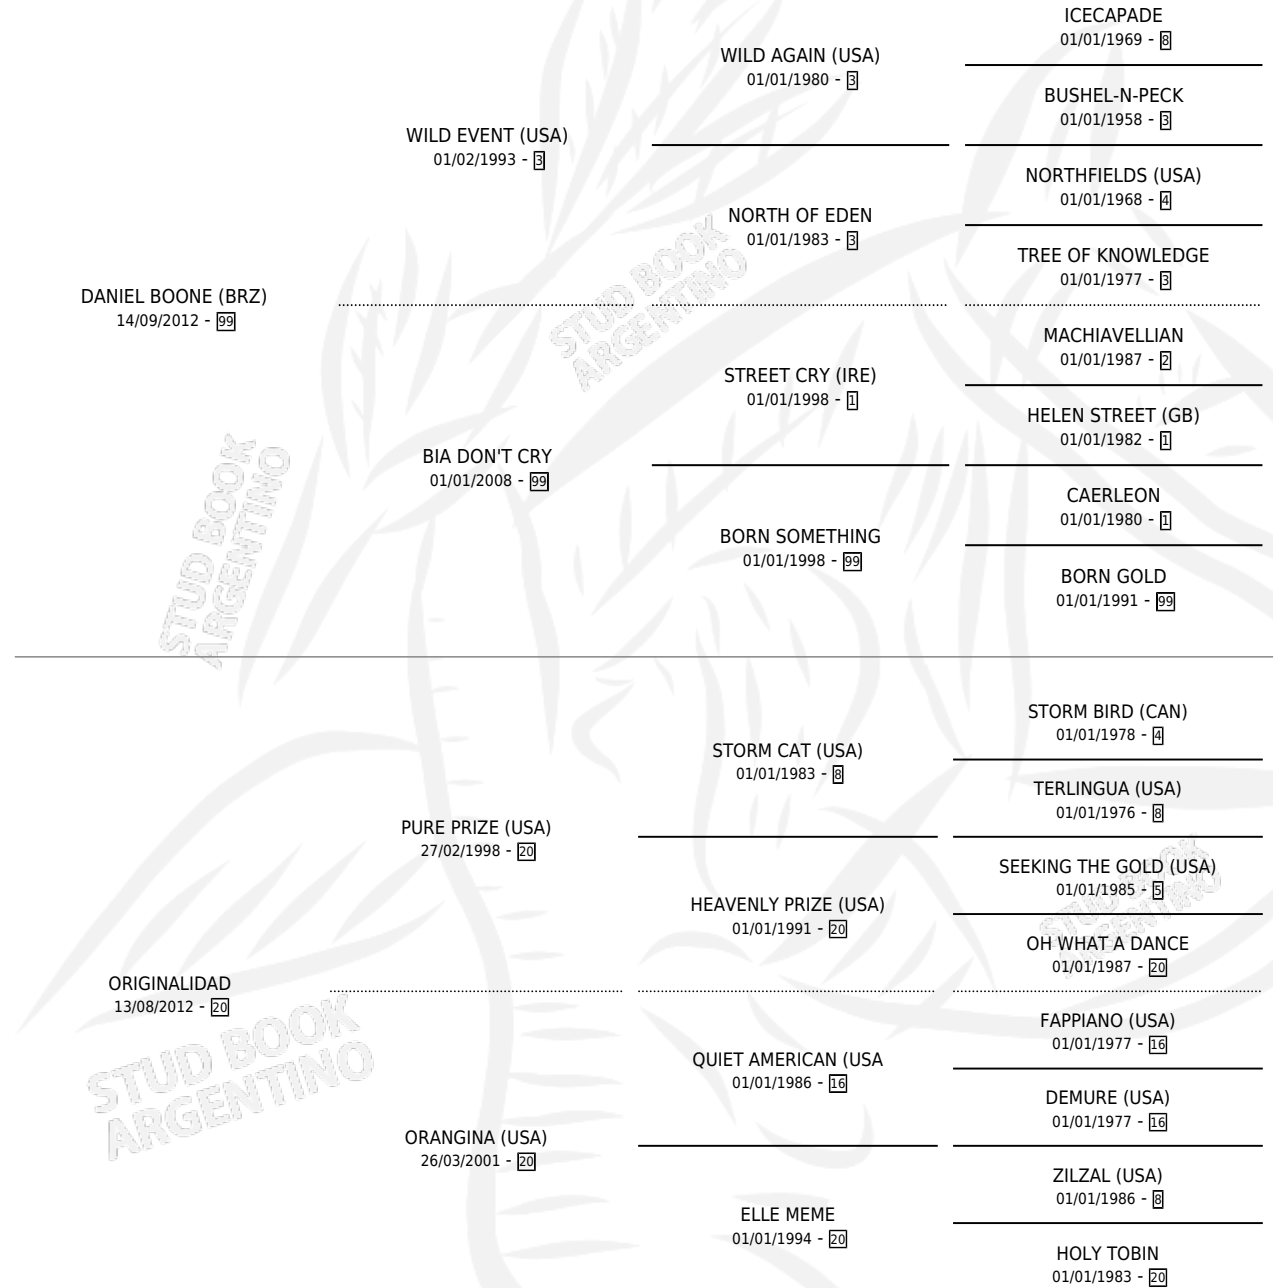 ICECAPADE
01/01/1969 - 8
WILD AGAIN (USA)
01/01/1980 - 3
BUSHEL-N-PECK
01/01/1958 - 3
WILD EVENT (USA)
01/02/1993 - 3
NORTHFIELDS (USA)
01/01/1968 - 4
NORTH OF EDEN
01/01/1983 - 3
TREE OF KNOWLEDGE
01/01/1977 - 3
DANIEL BOONE (BRZ)
14/09/2012 - 99
MACHIAVELLIAN
01/01/1987 - 2
STREET CRY (IRE)
01/01/1998 - 1
HELEN STREET (GB)
01/01/1982 - 1
BIA DON'T CRY
01/01/2008 - 99
CAERLEON
01/01/1980 - 1
BORN SOMETHING
01/01/1998 - 99
BORN GOLD
01/01/1991 - 99
STORM BIRD (CAN)
01/01/1978 - 4
STORM CAT (USA)
01/01/1983 - 8
TERLINGUA (USA)
01/01/1976 - 8
PURE PRIZE (USA)
27/02/1998 - 20
SEEKING THE GOLD (USA)
01/01/1985 - 5
HEAVENLY PRIZE (USA)
01/01/1991 - 20
OH WHAT A DANCE
01/01/1987 - 20
ORIGINALIDAD
13/08/2012 - 20
FAPPIANO (USA)
01/01/1977 - 16
QUIET AMERICAN (USA
01/01/1986 - 16
DEMURE (USA)
01/01/1977 - 16
ORANGINA (USA)
26/03/2001 - 20
ZILZAL (USA)
01/01/1986 - 8
ELLE MEME
01/01/1994 - 20
HOLY TOBIN
01/01/1983 - 20
STUD BOOK
ARGENTINO
STUD BOOK
ARGENTINO
STUD BOOK
ARGENTINO
STUD BOOK
ARGENTINO